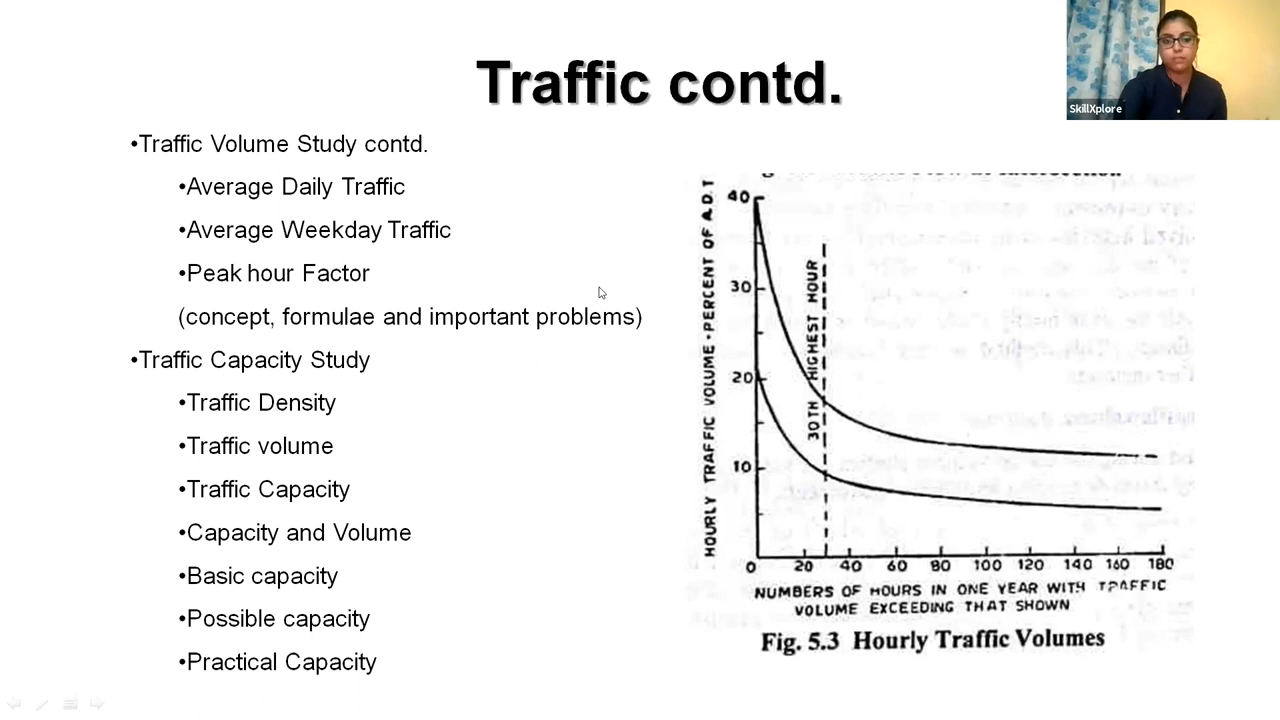 Traffic contd.
SkillXplore
•Traffic Volume Study contd.
•Average Daily Traffic
•Average Weekday Traffic
•Peak hour Factor
(concept, formulae and important problems)
•Traffic Capacity Study
•Traffic Density
•Traffic volume
•Traffic Capacity
•Capacity and Volume
•Basic capacity
•Possible capacity
•Practical Capacity
HOURLY TRAFFIC VOLUME - PERCENT OF A.D.T
40
30
20
10
30TH HIGHEST HOUR
0 20 40 60 80 100 120 140 160 180
NUMBERS OF HOURS IN ONE YEAR WITH TRAFFIC
VOLUME EXCEEDING THAT SHOWN
Fig. 5.3 Hourly Traffic Volumes